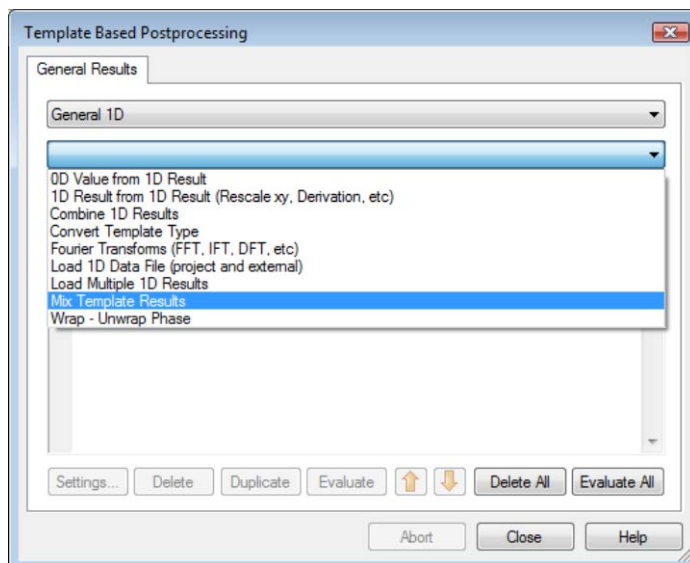 Template Based Postprocessing
General Results
General 1D
0D Value from 1D Result
1D Result from 1D Result (Rescale xy, Derivation, etc)
Combine 1D Results
Convert Template Type
Fourier Transforms (FFT, IFT, DFT, etc)
Load 1D Data File (project and external)
Load Multiple 1D Results
Mix Template Results
Wrap - Unwrap Phase
Settings... Delete Duplicate Evaluate Delete All Evaluate All
Abort Close Help